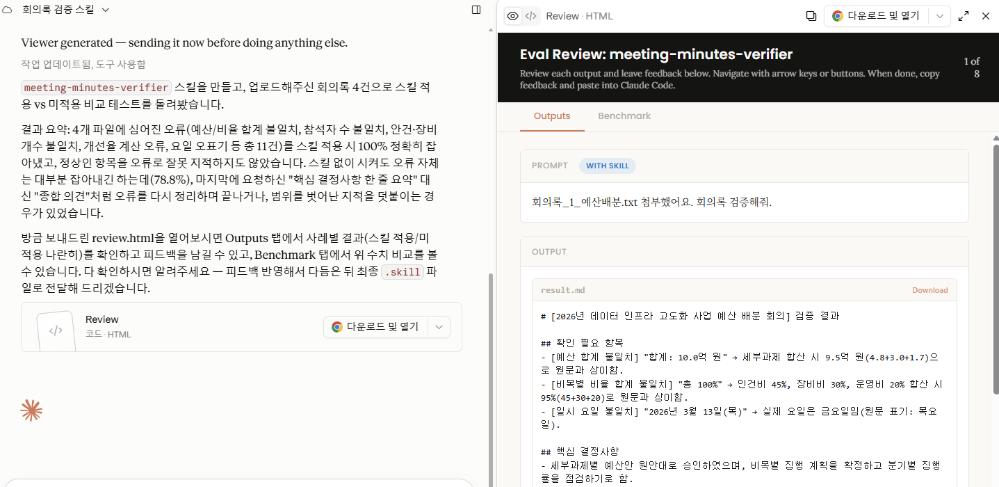 회의록 검증 스킬
Viewer generated — sending it now before doing anything else.
작업 업데이트됨, 도구 사용함
meeting-minutes-verifier 스킬을 만들고, 업로드해주신 회의록 4건으로 스킬 적
용 vs 미적용 비교 테스트를 돌려봤습니다.
결과 요약: 4개 파일에 심어진 오류(예산/비율 합계 불일치, 참석자 수 불일치, 안건·장비
개수 불일치, 개선율 계산 오류, 요일 오표기 등 총 11건)를 스킬 적용 시 100% 정확히 잡
아냈고, 정상인 항목을 오류로 잘못 지적하지도 않았습니다. 스킬 없이 시켜도 오류 자체
는 대부분 잡아내긴 하는데(78.8%), 마지막에 요청하신 "핵심 결정사항 한 줄 요약" 대
신 "종합 의견"처럼 오류를 다시 정리하며 끝나거나, 범위를 벗어난 지적을 덧붙이는 경
우가 있었습니다.
방금 보내드린 review.html을 열어보시면 Outputs 탭에서 사례별 결과(스킬 적용/미
적용 나란히)를 확인하고 피드백을 남길 수 있고, Benchmark 탭에서 위 수치 비교를 볼
수 있습니다. 다 확인하시면 알려주세요 — 피드백 반영해서 다듬은 뒤 최종 .skill 파
일로 전달해 드리겠습니다.
Review
코드 · HTML
다운로드 및 열기
Review · HTML
다운로드 및 열기
Eval Review: meeting-minutes-verifier
Review each output and leave feedback below. Navigate with arrow keys or buttons. When done, copy
feedback and paste into Claude Code.
1 of
8
Outputs
Benchmark
PROMPT WITH SKILL
회의록_1_예산배분.txt 첨부했어요. 회의록 검증해줘.
OUTPUT
result.md
Download
# [2026년 데이터 인프라 고도화 사업 예산 배분 회의] 검증 결과
## 확인 필요 항목
- [예산 합계 불일치] "합계: 10.0억 원" → 세부과제 합산 시 9.5억 원(4.8+3.0+1.7)으
로 원문과 상이함.
- [비목별 비율 합계 불일치] "총 100%" → 인건비 45%, 장비비 30%, 운영비 20% 합산 시
95%(45+30+20)로 원문과 상이함.
- [일시 요일 불일치] "2026년 3월 13일(목)" → 실제 요일은 금요일임(원문 표기: 목요
일).
## 핵심 결정사항
- 세부과제별 예산안 원안대로 승인하였으며, 비목별 집행 계획을 확정하고 분기별 집행
률을 점검하기로 함.